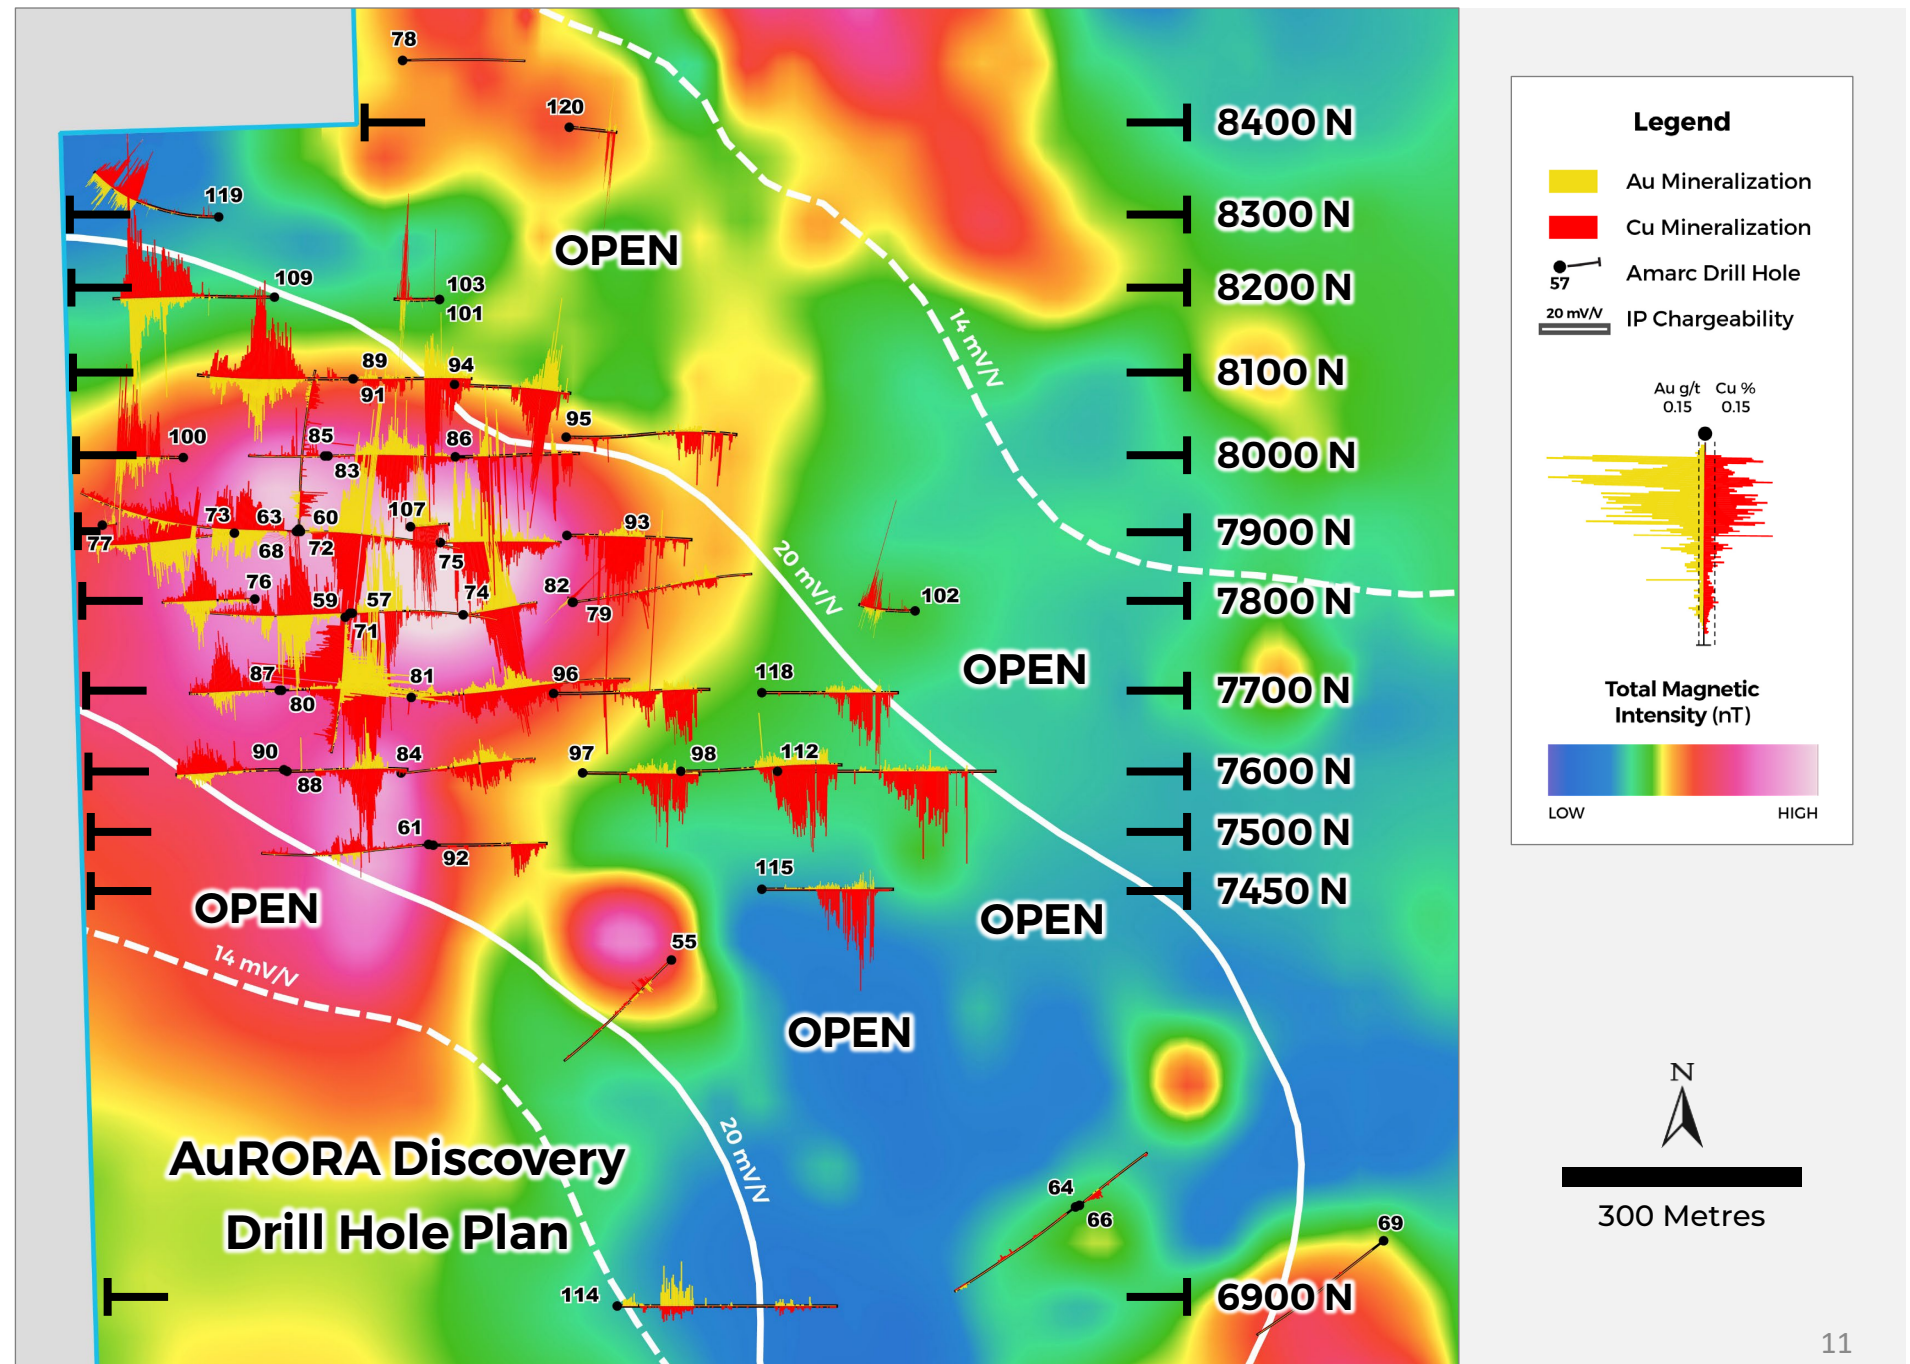 78
120
8400 N
119
8300 N
OPEN
109
103
101
8200 N
14 mV/V
89
94
91
8100 N
95
100
85
86
83
8000 N
73
63
60
107
93
77
68
72
75
7900 N
20 mV/V
76
59
57
74
82
79
71
102
7800 N
OPEN
87
81
96
118
80
7700 N
90
84
97
98
112
88
7600 N
61
92
7500 N
115
7450 N
OPEN
OPEN
14 mV/V
55
OPEN
20 mV/V
AuRORA Discovery
Drill Hole Plan
64
66
69
114
6900 N
Legend
Au Mineralization
Cu Mineralization
57
Amarc Drill Hole
20 mV/V
IP Chargeability
Au g/t Cu %
0.15 0.15
Total Magnetic
Intensity (nT)
LOW HIGH
N
300 Metres
11